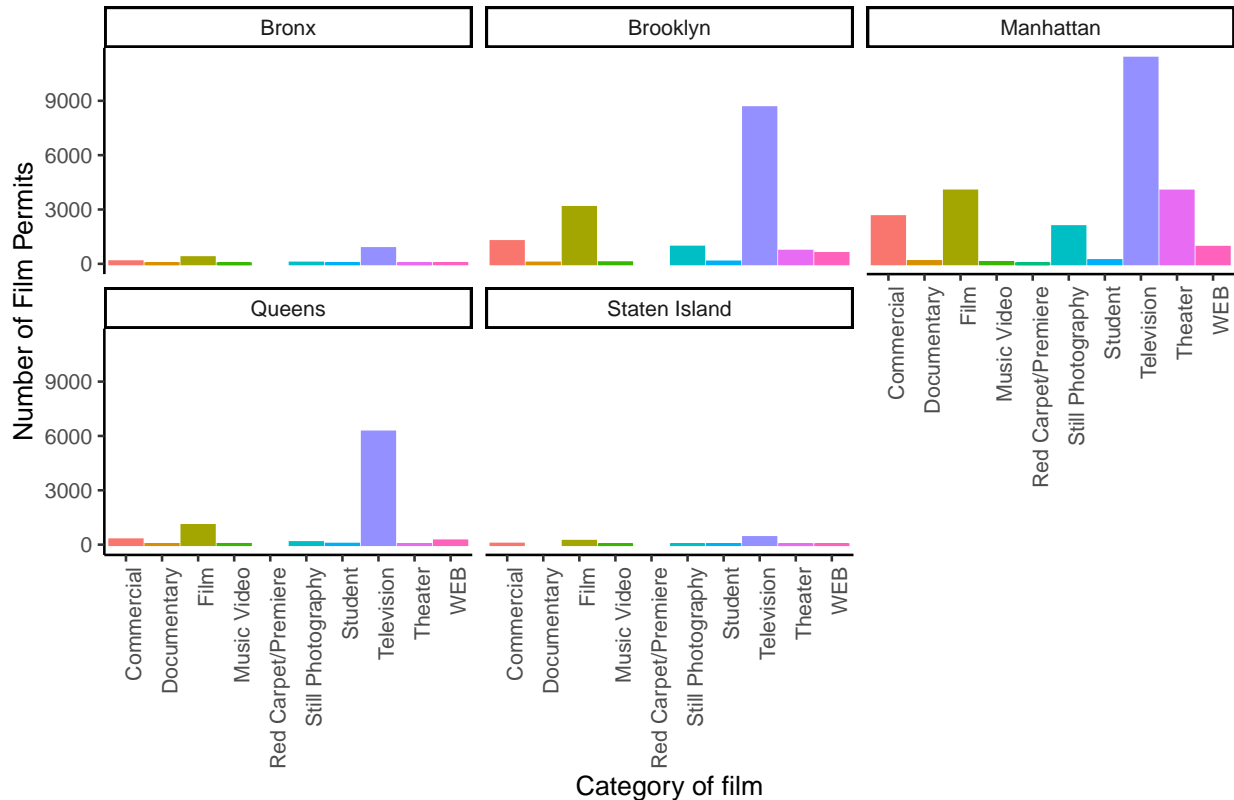 Bronx
Brooklyn
Manhattan
9000
6000
3000
0
Commercial
Documentary
Film
Music Video
Red Carpet/Premiere
Still Photography
Student
Television
Theater
WEB
Queens
Staten Island
9000
6000
3000
0
Commercial
Documentary
Film
Music Video
Red Carpet/Premiere
Still Photography
Student
Television
Theater
WEB
Commercial
Documentary
Film
Music Video
Red Carpet/Premiere
Still Photography
Student
Television
Theater
WEB
Number of Film Permits
Category of film